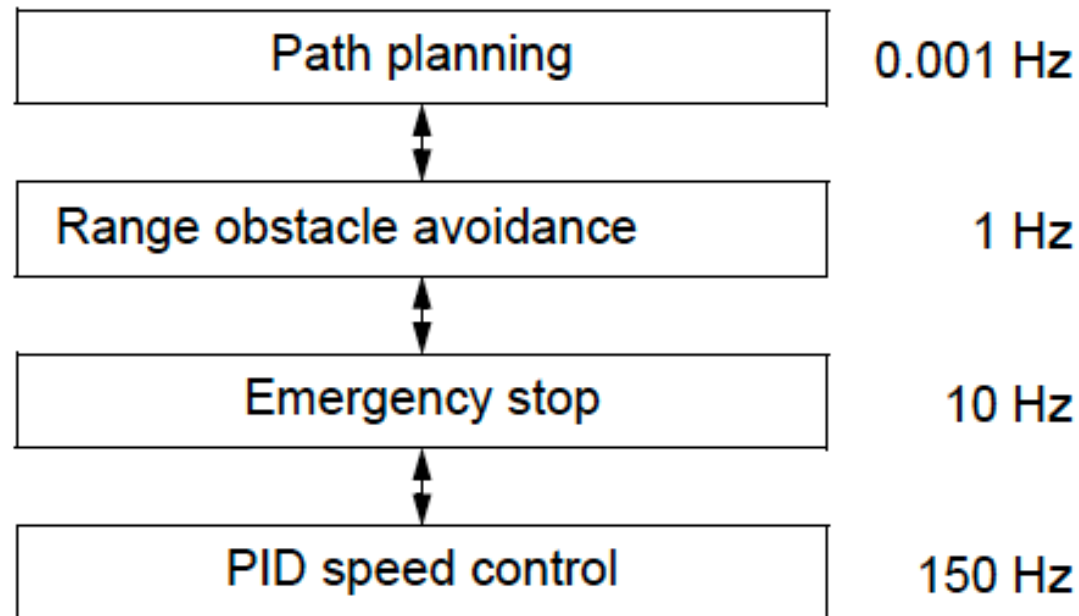 Path planning 0.001 Hz
Range obstacle avoidance 1 Hz
Emergency stop 10 Hz
PID speed control 150 Hz